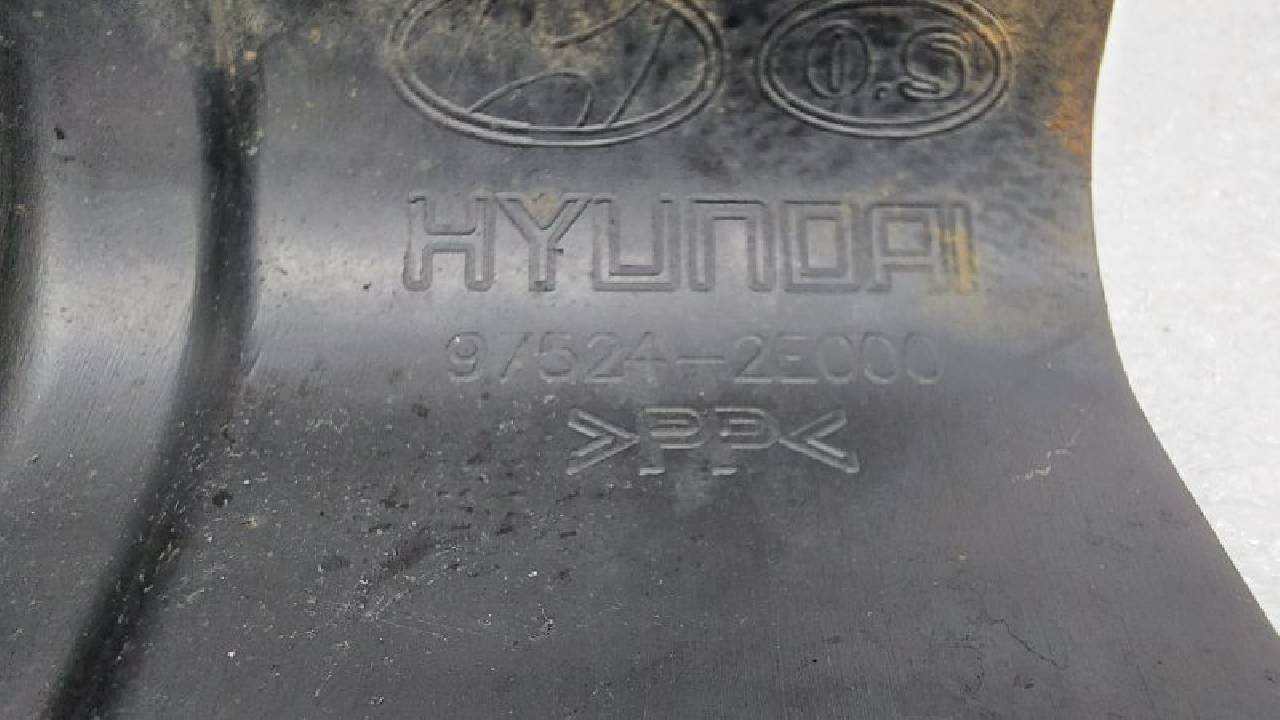 O.S
HYUNDAI
97524-2E000
>PP<